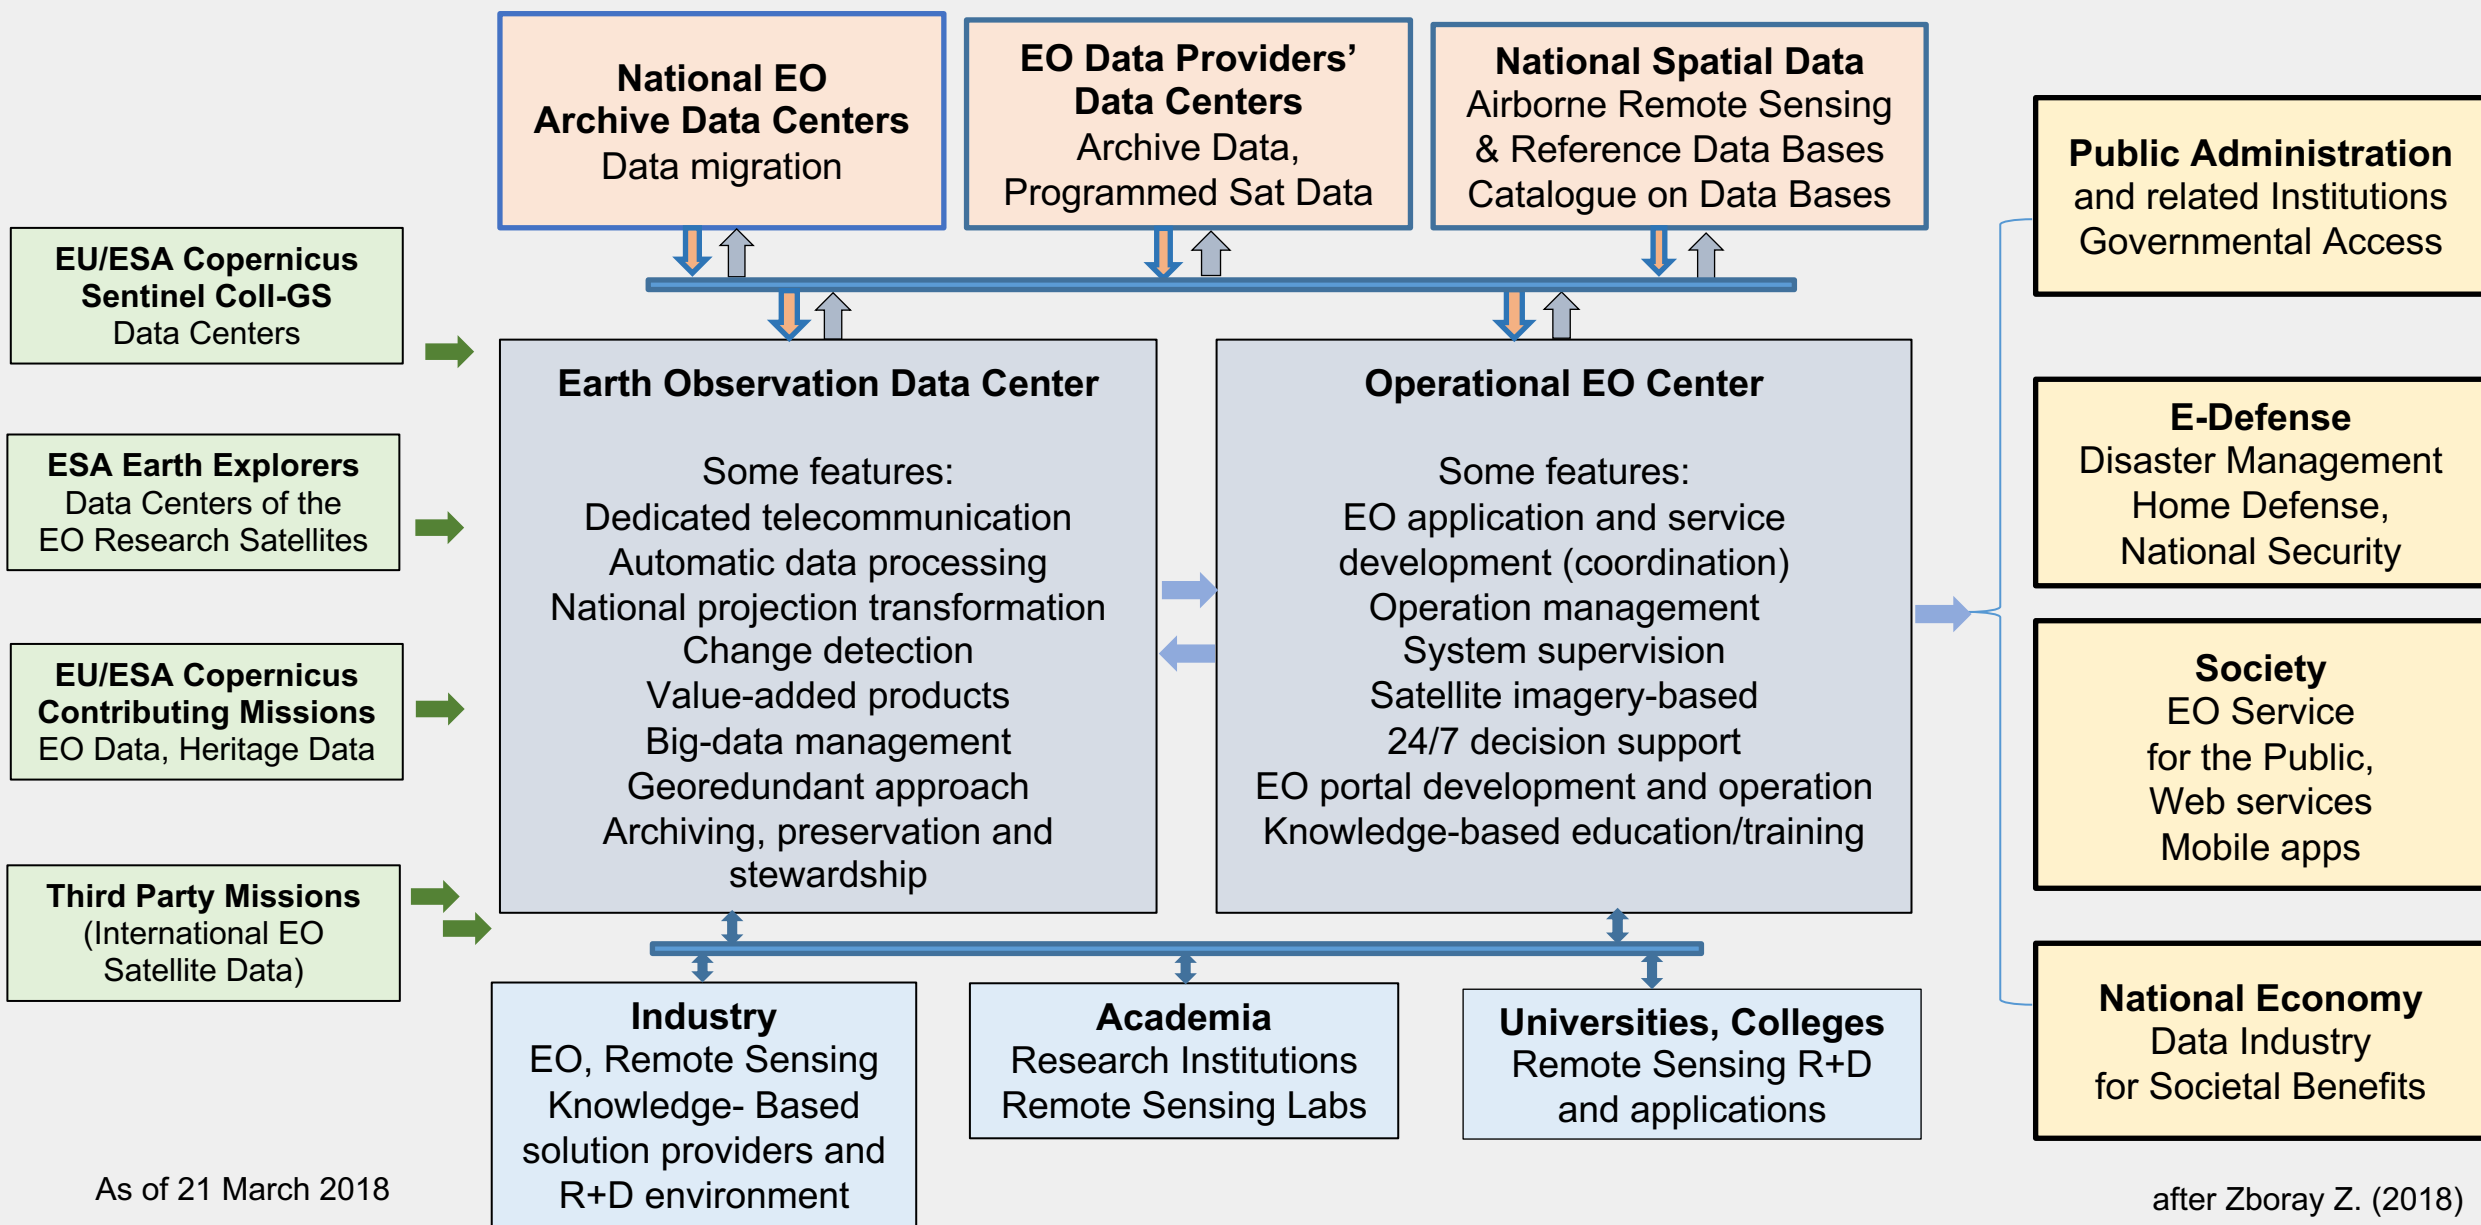 National EO
Archive Data Centers
Data migration
EO Data Providers’
Data Centers
Archive Data,
Programmed Sat Data
National Spatial Data
Airborne Remote Sensing
& Reference Data Bases
Catalogue on Data Bases
EU/ESA Copernicus
Sentinel Coll-GS
Data Centers
ESA Earth Explorers
Data Centers of the
EO Research Satellites
EU/ESA Copernicus
Contributing Missions
EO Data, Heritage Data
Third Party Missions
(International EO
Satellite Data)
Earth Observation Data Center
Some features:
Dedicated telecommunication
Automatic data processing
National projection transformation
Change detection
Value-added products
Big-data management
Georedundant approach
Archiving, preservation and
stewardship
Operational EO Center
Some features:
EO application and service
development (coordination)
Operation management
System supervision
Satellite imagery-based
24/7 decision support
EO portal development and operation
Knowledge-based education/training
Public Administration
and related Institutions
Governmental Access
E-Defense
Disaster Management
Home Defense,
National Security
Society
EO Service
for the Public,
Web services
Mobile apps
National Economy
Data Industry
for Societal Benefits
Industry
EO, Remote Sensing
Knowledge- Based
solution providers and
R+D environment
Academia
Research Institutions
Remote Sensing Labs
Universities, Colleges
Remote Sensing R+D
and applications
As of 21 March 2018
after Zboray Z. (2018)